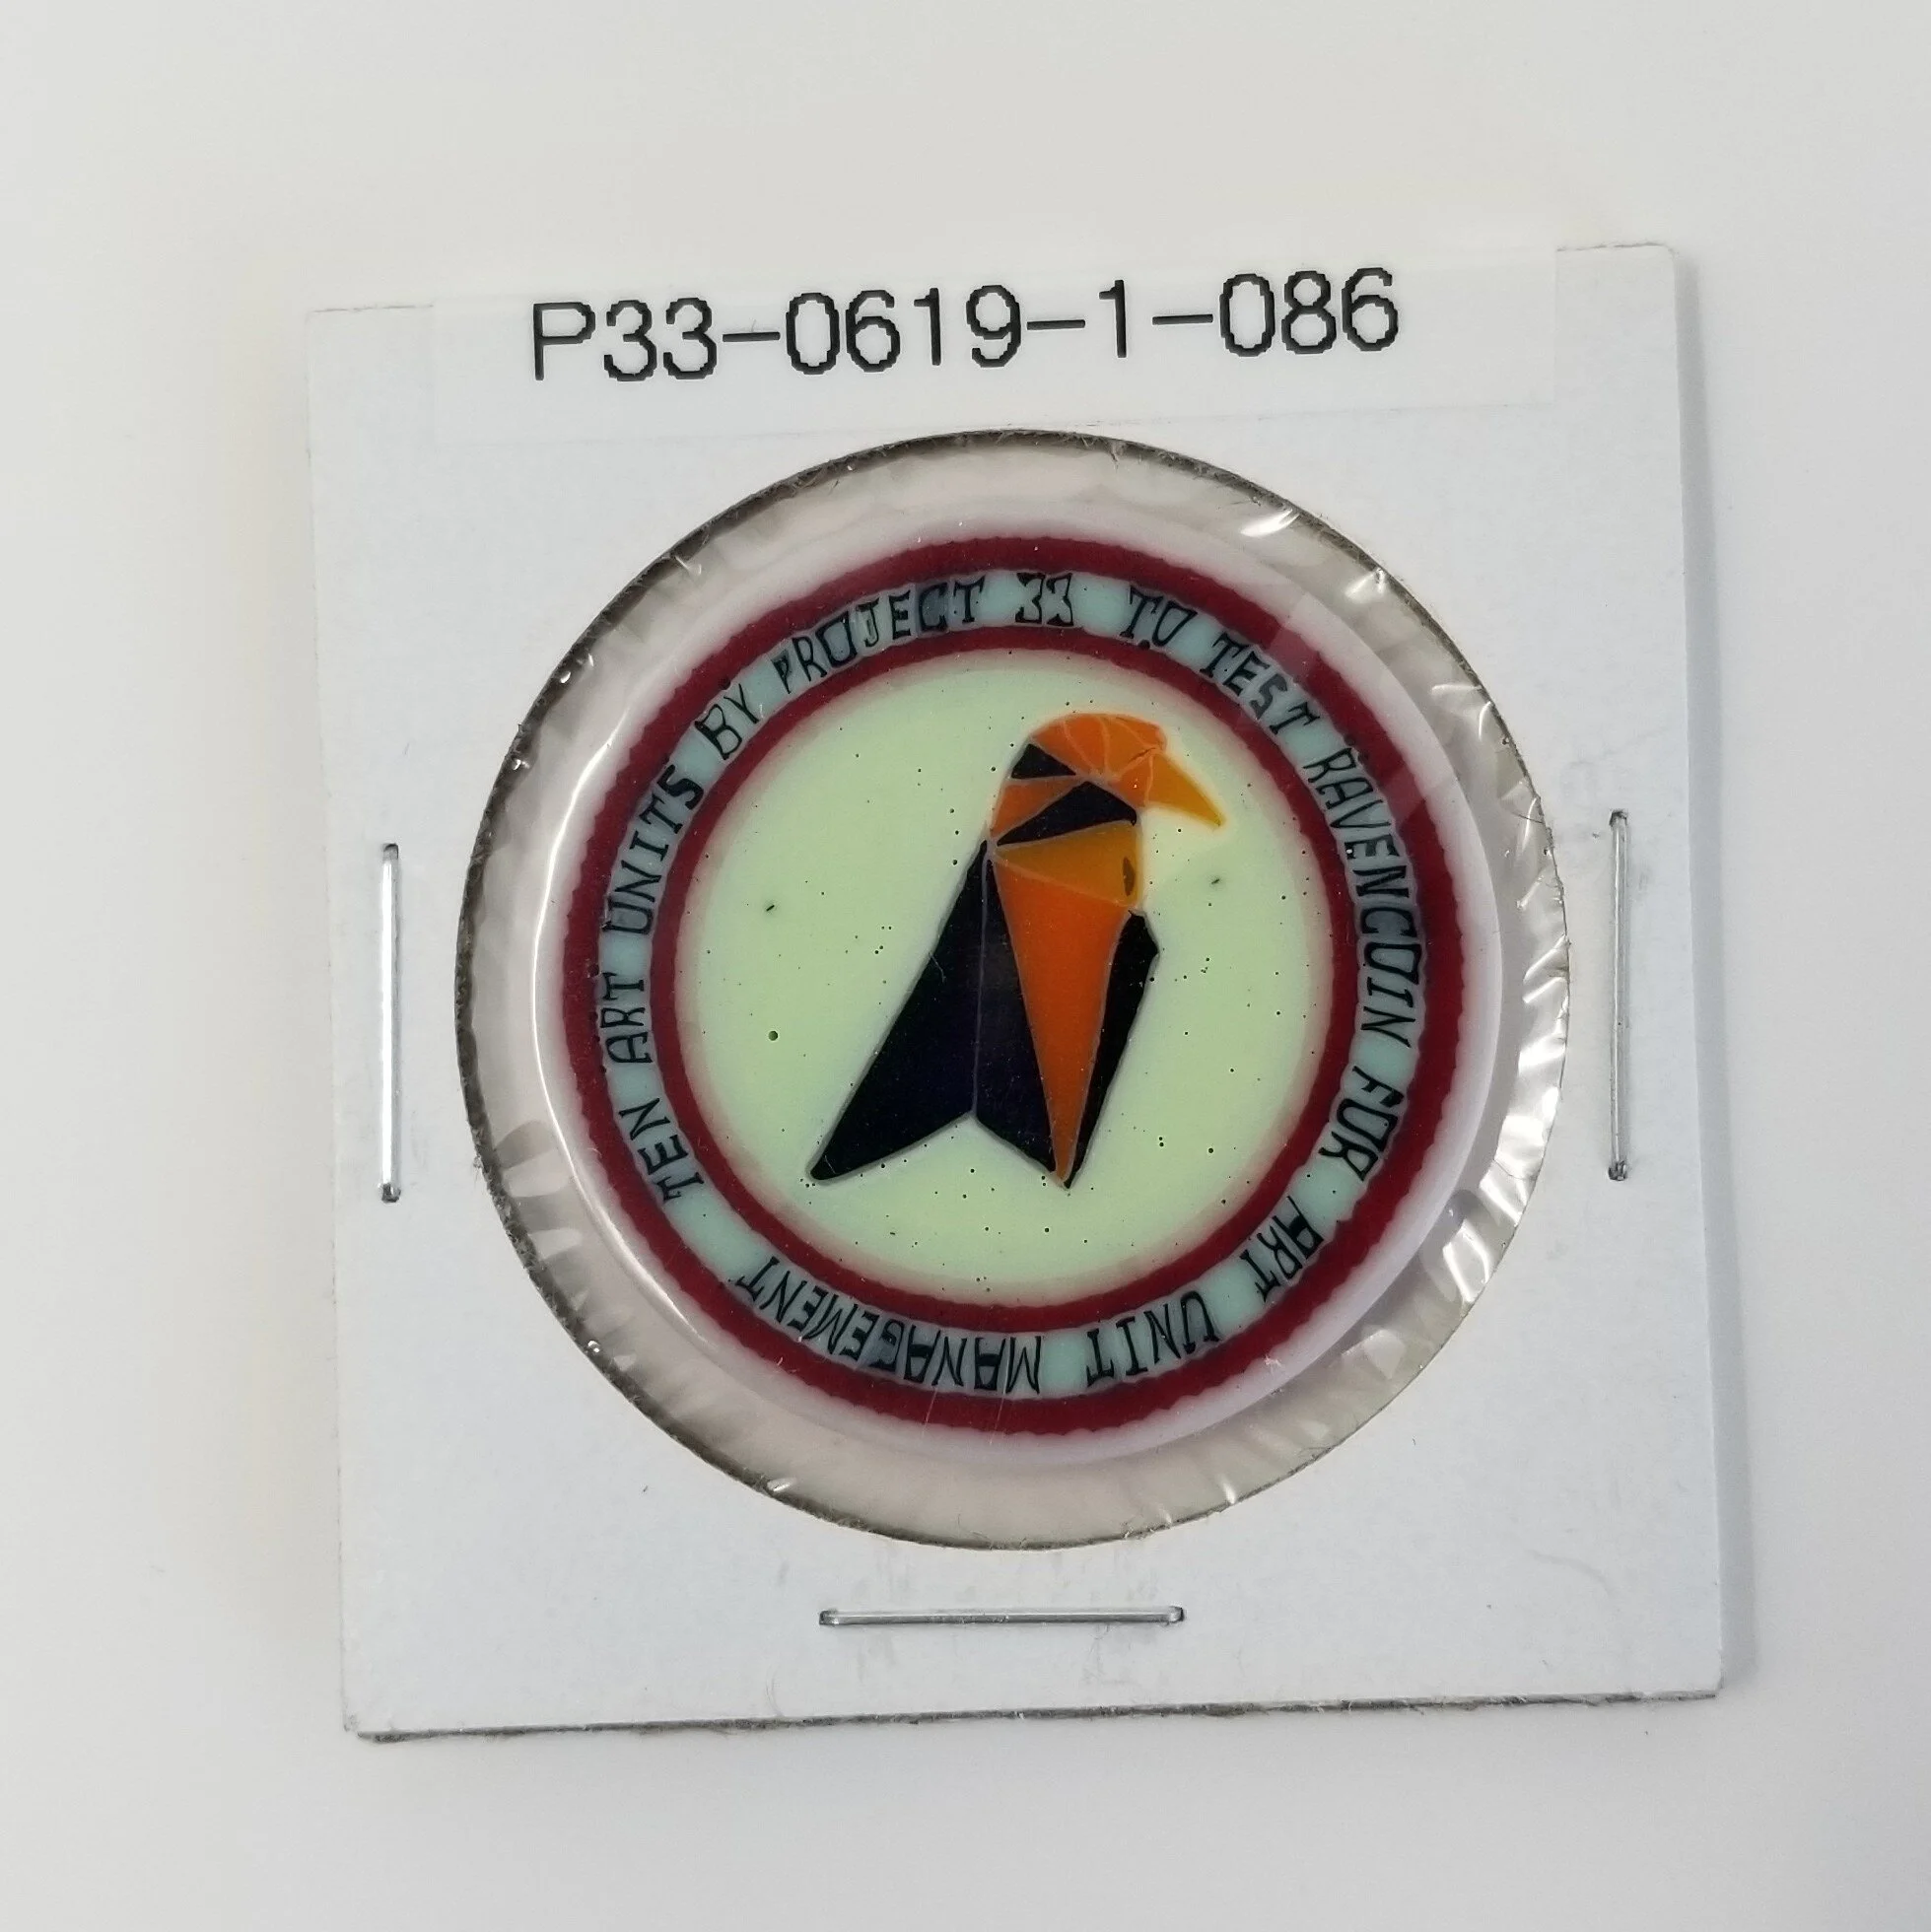 P33-0619-1-086
TEN ART UNITS BY PROJECT 33 TO TEST RAVENCOIN FOR ART UNIT MANAGEMENT